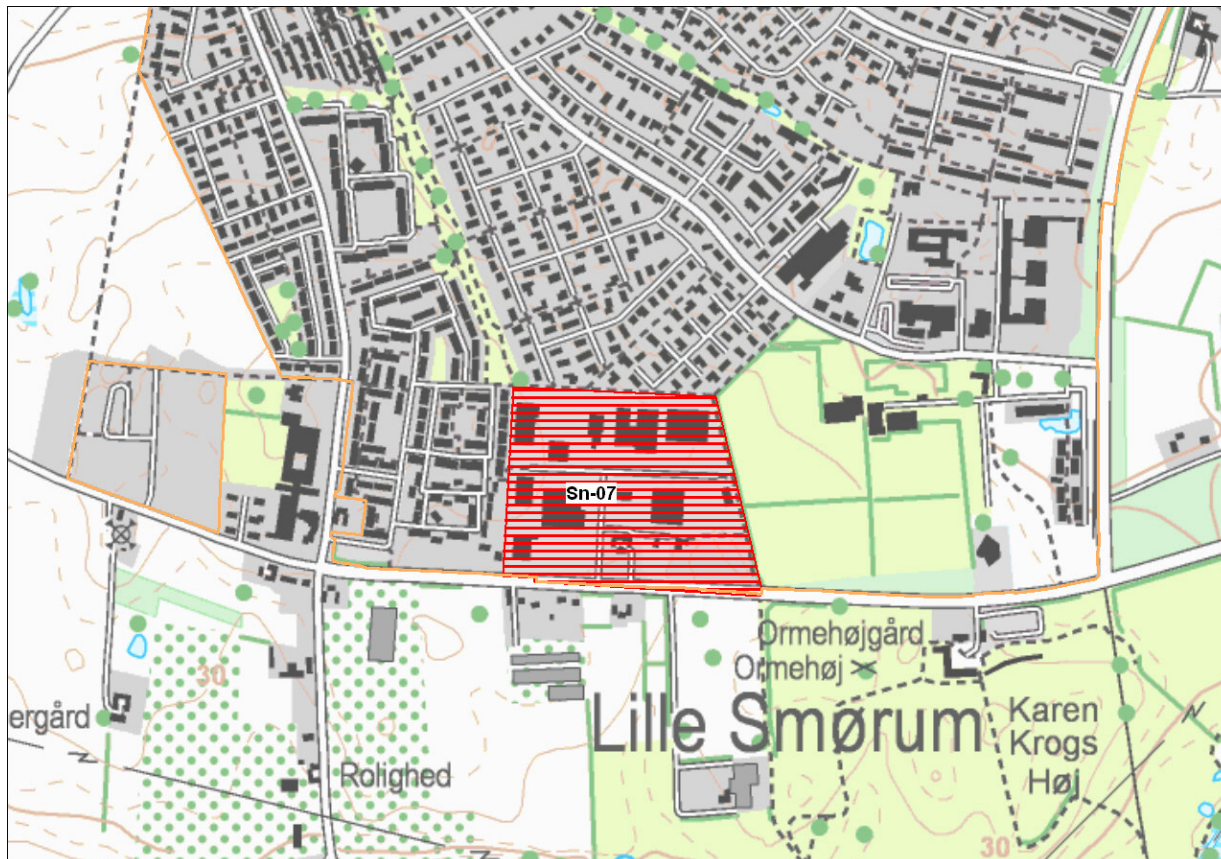 Sn-07
Ormehøjgård
Ormehøj
30
Lille Smørum
Karen
Krogs
Høj
ergård
Rolighed
30